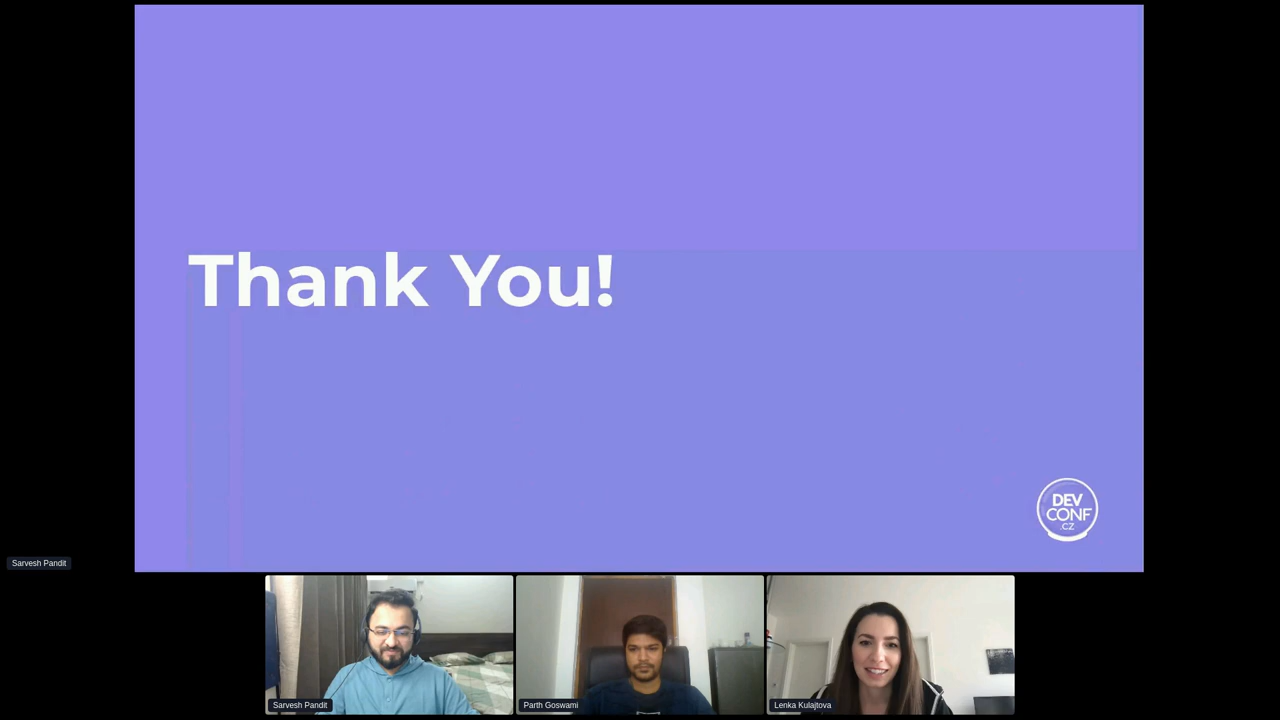 Thank You!
DEV
CONF
.CZ
Sarvesh Pandit
Sarvesh Pandit
Parth Goswami
Lenka Kulajtova